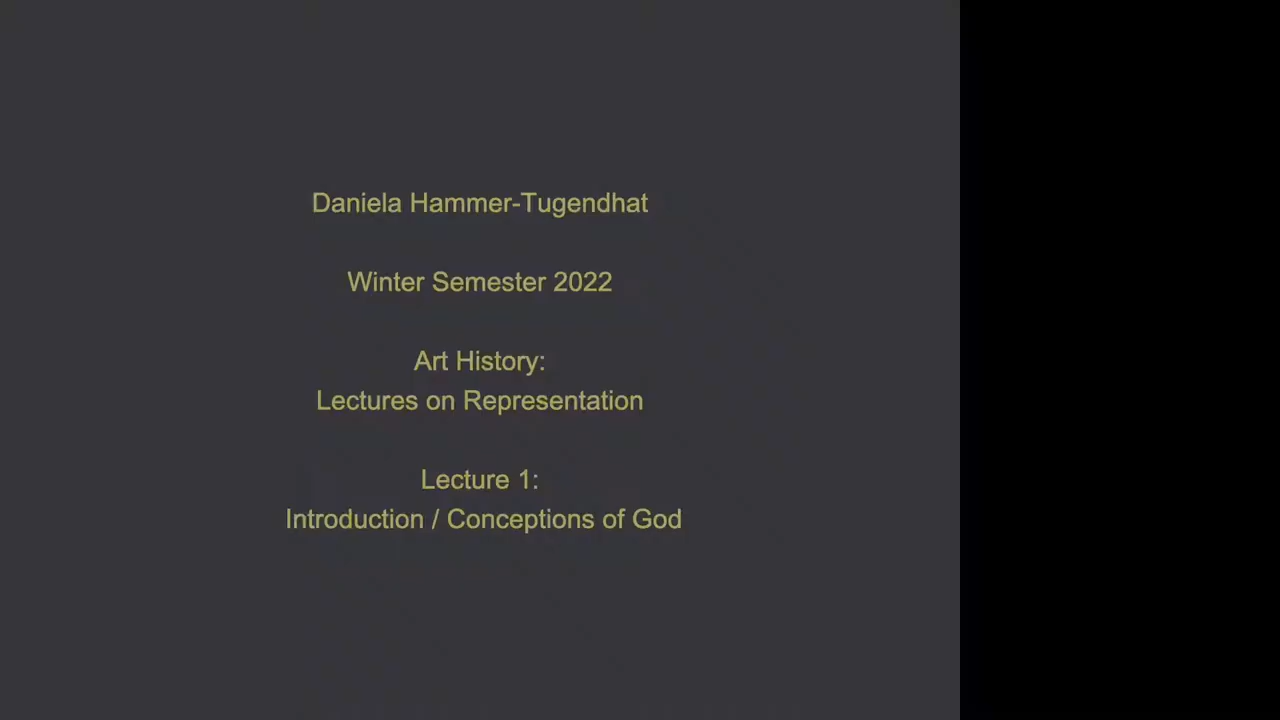 Daniela Hammer-Tugendhat
Winter Semester 2022
Art History:
Lectures on Representation
Lecture 1:
Introduction / Conceptions of God